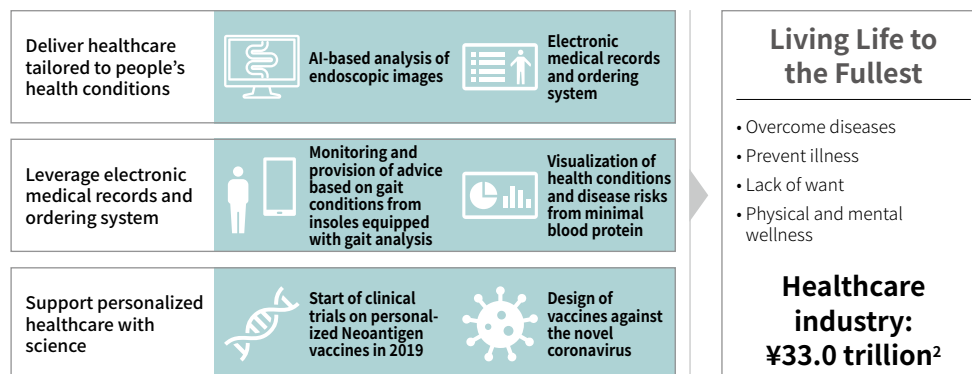 Deliver healthcare
tailored to people's
health conditions
AI-based analysis of
endoscopic images
Electronic
medical records
and ordering
system
Leverage electronic
medical records and
ordering system
Monitoring and
provision of advice
based on gait
conditions from
insoles equipped
with gait analysis
Visualization of
health conditions
and disease risks
from minimal
blood protein
Support personalized
healthcare with
science
Start of clinical
trials on personal-
ized Neoantigen
vaccines in 2019
Design of
vaccines against
the novel
coronavirus
Living Life to
the Fullest
• Overcome diseases
• Prevent illness
• Lack of want
• Physical and mental
wellness
Healthcare
industry:
¥33.0 trillion²